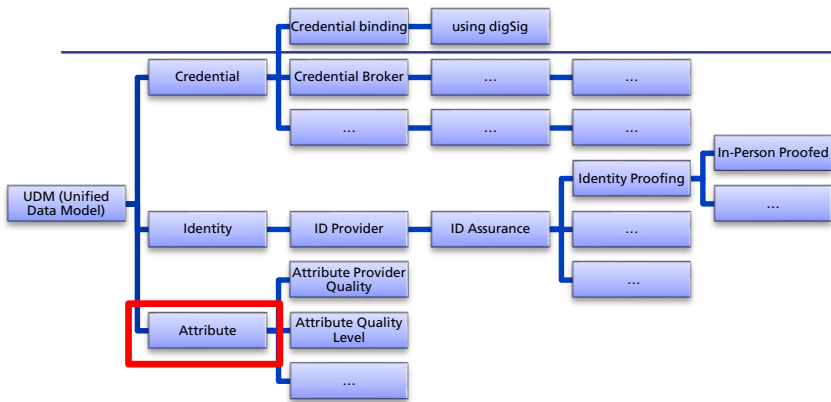 Credential binding
using digSig
Credential
Credential Broker
…
…
…
…
…
In-Person Proofed
Identity Proofing
UDM (Unified
Data Model)
…
Identity
ID Provider
ID Assurance
…
Attribute Provider
Quality
…
Attribute
Attribute Quality
Level
…